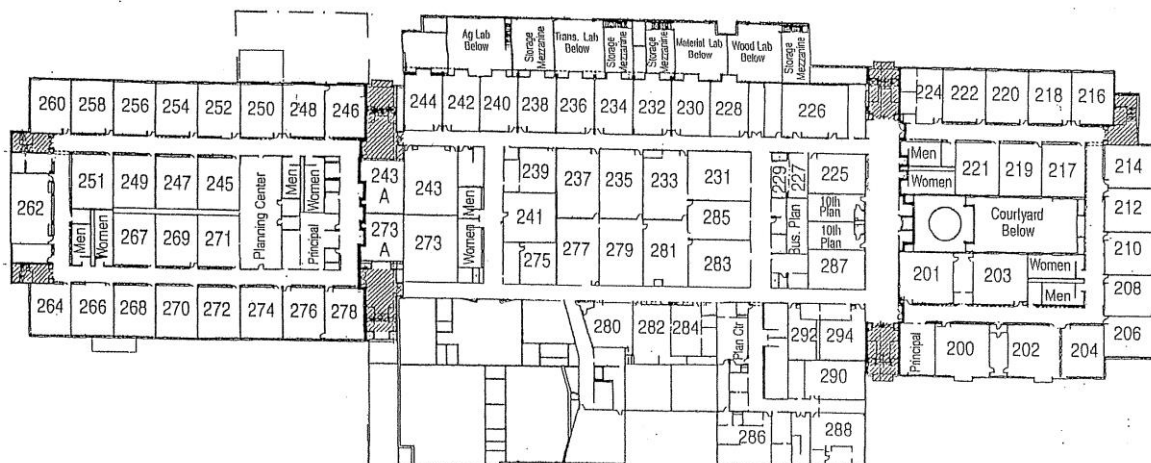 Ag Lab
Below
Storage
Mezzanine
Trans. Lab
Below
Storage
Mezzanine
Storage
Mezzanine
Material Lab
Below
Wood Lab
Below
Storage
Mezzanine
260 258 256 254 252 250 248 246
244 242 240 238 236 234 232 230 228 226
224 222 220 218 216
262
251 249 247 245
Planning Center
Men
Women
243
A
243
Men
239
237 235 233 231
229
227
225
Men
Women
221 219 217
214
Men
Women
267 269 271
Principal
273
A
273
Women
241
275
277 279 281
285
283
Bus. Plan
10th
Plan
10th
Plan
287
Courtyard
Below
212
210
201 203
Women
Men
208
206
264 266 268 270 272 274 276 278
280 282 284
Plan Ctr
292 294
290
286 288
Principal
200 202 204